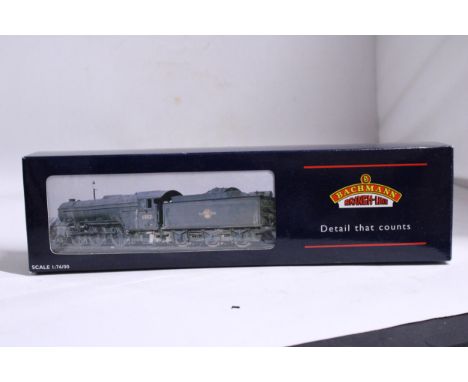 B
BACHMANN
BRANCH-LINE
Detail that counts
SCALE 1:76/00